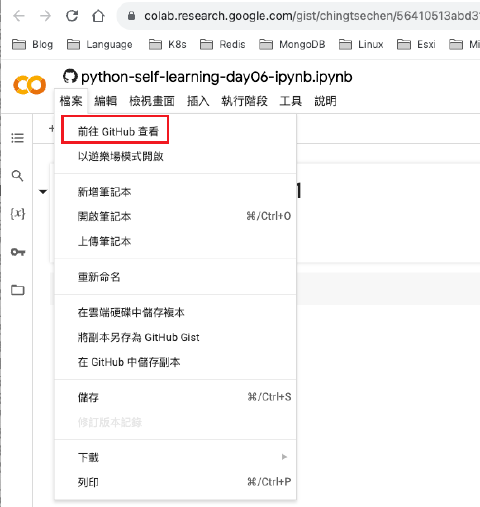 colab.research.google.com/gist/chingtsechen/56410513abd3
Blog Language K8s Redis MongoDB Linux Esxi Mi
python-self-learning-day06-ipynb.ipynb
檔案 編輯 檢視畫面 插入 執行階段 工具 說明
前往 GitHub 查看
以遊樂場模式開啟
新增筆記本
開啟筆記本 ⌘/Ctrl+O
上傳筆記本
重新命名
在雲端硬碟中儲存複本
將副本另存為 GitHub Gist
在 GitHub 中儲存副本
儲存 ⌘/Ctrl+S
修訂版本記錄
下載
列印 ⌘/Ctrl+P